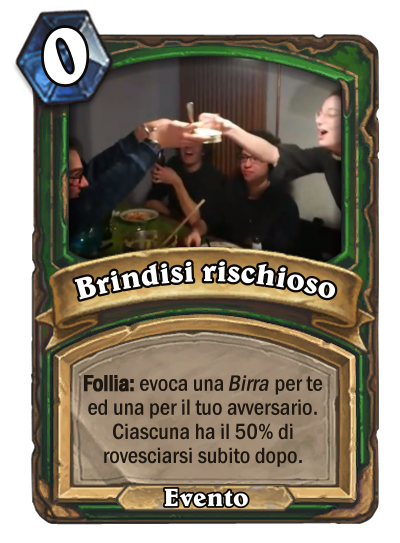 0
Brindisi rischioso
Follia: evoca una Birra per te
ed una per il tuo avversario.
Ciascuna ha il 50% di
rovesciarsi subito dopo.
Evento